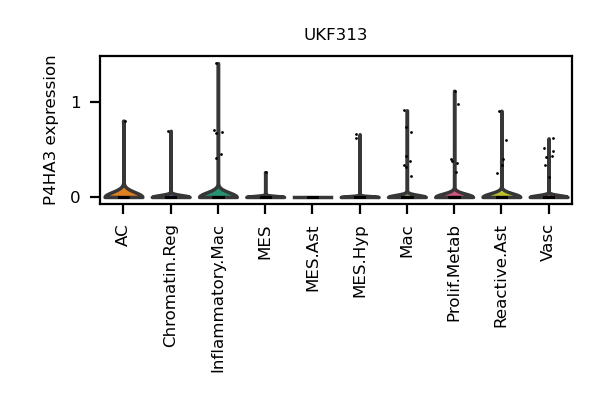 UKF313
P4HA3 expression
1
0
AC
Chromatin.Reg
Inflammatory.Mac
MES
MES.Ast
MES.Hyp
Mac
Prolif.Metab
Reactive.Ast
Vasc